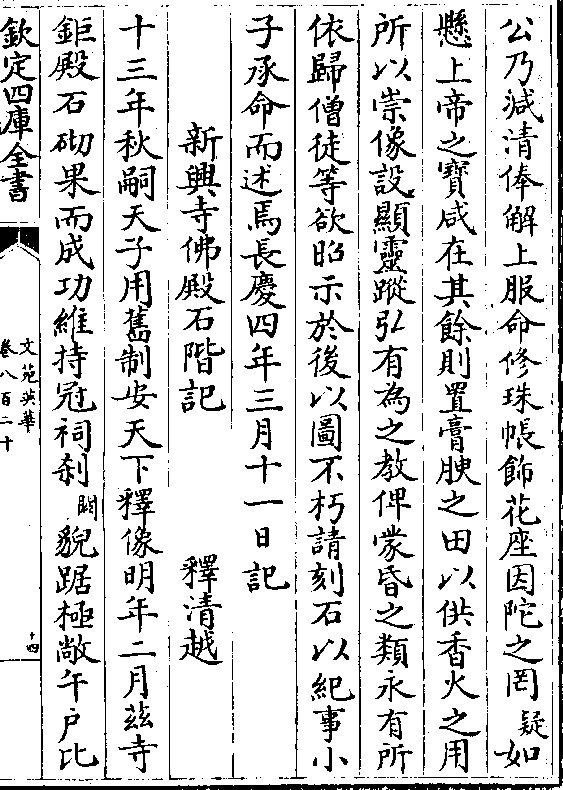 公乃減清俸解上服命修珠帳飾花座因陀之罔疑如
懸上帝之寶咸在其餘則置膏腴之田以供香火之用
所以崇像設顯靈蹤弘有為之教俾蒙昏之類永有所
依歸僧徒等欲昭示於後以圖不朽請刻石以紀事小
子承命而述焉長慶四年三月十一日記
新興寺佛殿石階記 釋清越
十三年秋嗣天子用舊制安天下釋像明年二月茲寺
鉅殿石砌果而成功維持冠祠刹闕貌踞極敞午户比
欽定四庫全書
文苑英華
卷八百二十
十四